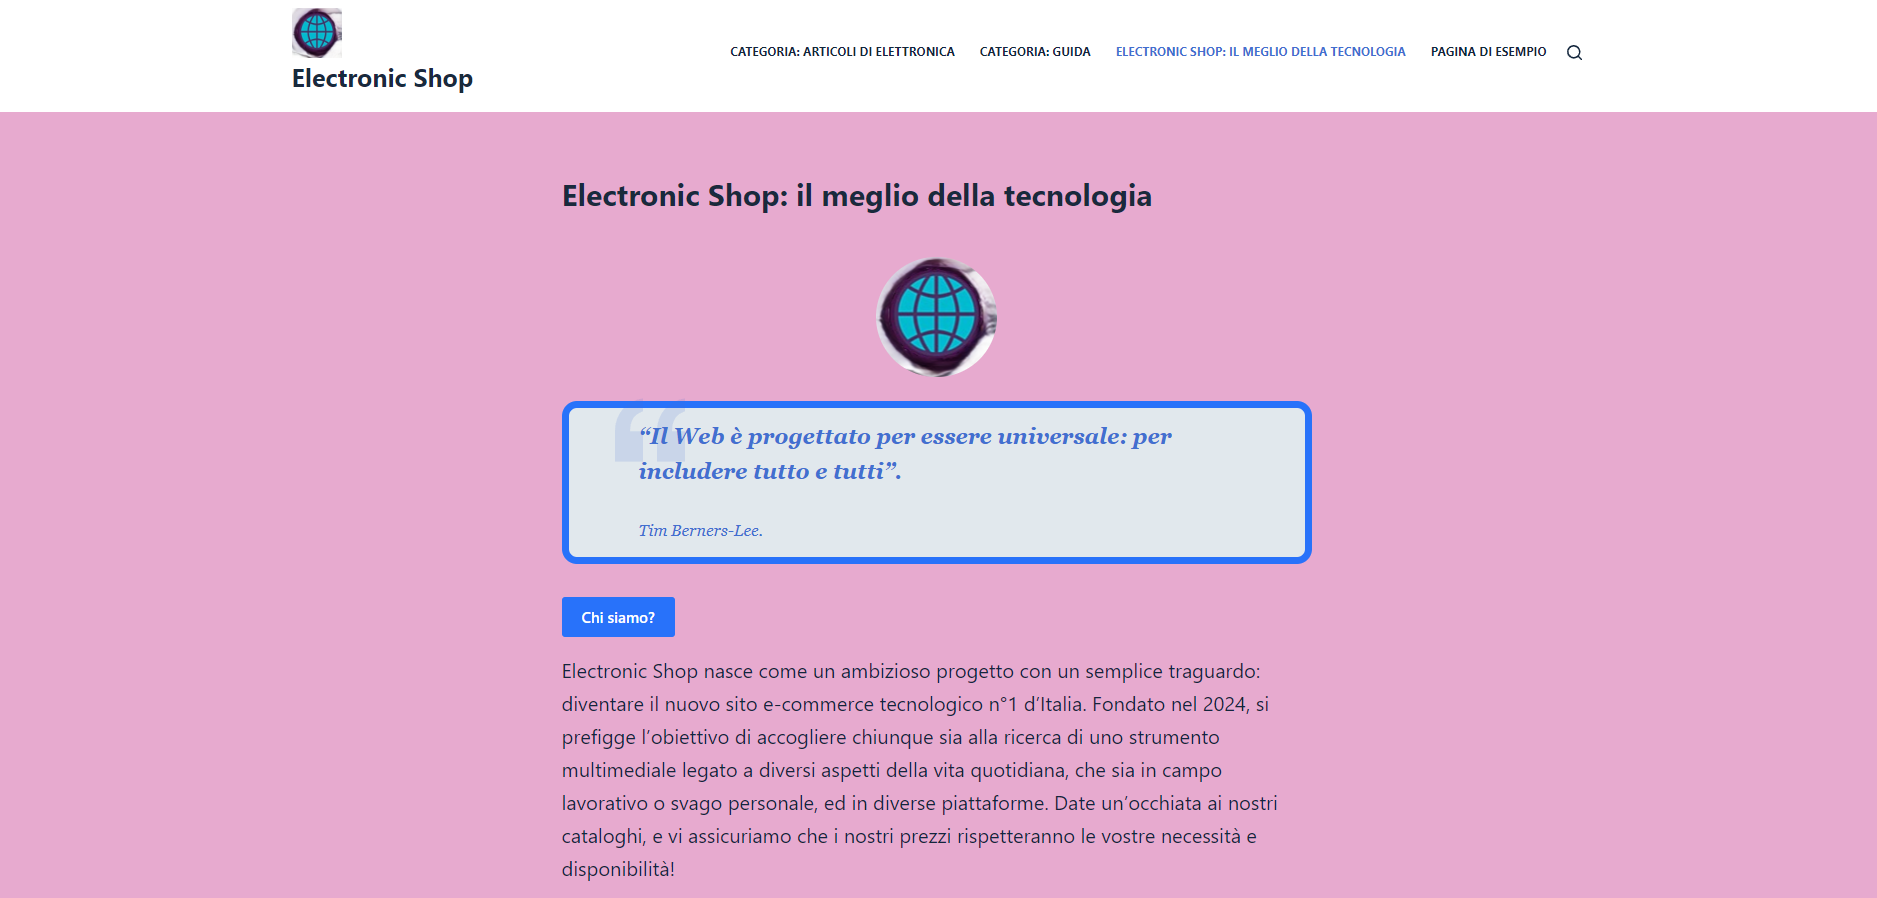 Electronic Shop
CATEGORIA: ARTICOLI DI ELETTRONICA
CATEGORIA: GUIDA
ELECTRONIC SHOP: IL MEGLIO DELLA TECNOLOGIA
PAGINA DI ESEMPIO
Electronic Shop: il meglio della tecnologia
“Il Web è progettato per essere universale: per
includere tutto e tutti”.
Tim Berners-Lee.
Chi siamo?
Electronic Shop nasce come un ambizioso progetto con un semplice traguardo:
diventare il nuovo sito e-commerce tecnologico n°1 d’Italia. Fondato nel 2024, si
prefigge l’obiettivo di accogliere chiunque sia alla ricerca di uno strumento
multimediale legato a diversi aspetti della vita quotidiana, che sia in campo
lavorativo o svago personale, ed in diverse piattaforme. Date un’occhiata ai nostri
cataloghi, e vi assicuriamo che i nostri prezzi rispetteranno le vostre necessità e
disponibilità!